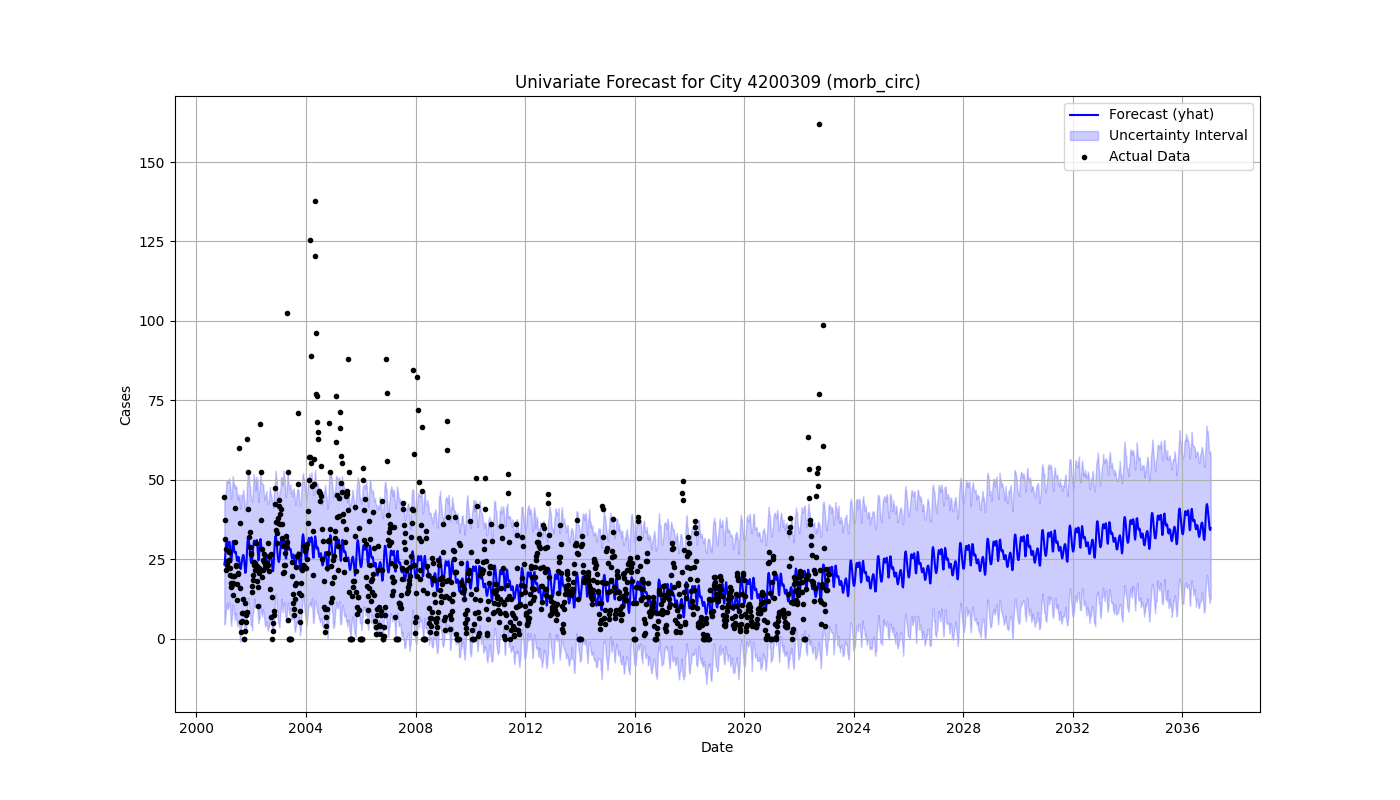 Univariate Forecast for City 4200309 (morb_circ)
Forecast (yhat)
Uncertainty Interval
Actual Data
Cases
150
125
100
75
50
25
0
2000 2004 2008 2012 2016 2020 2024 2028 2032 2036
Date